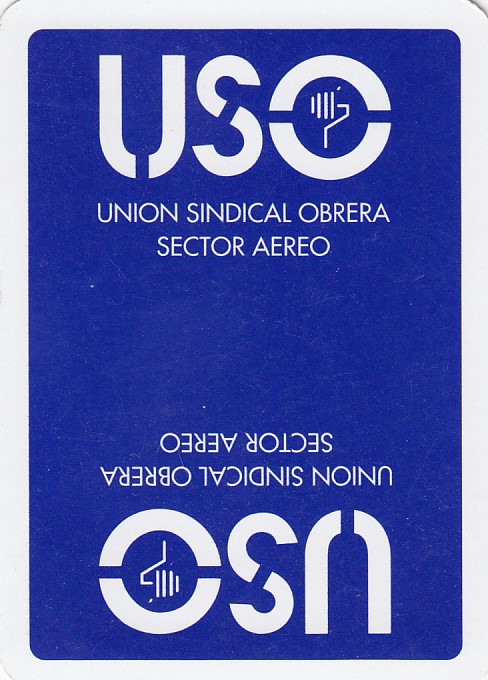 USO
UNION SINDICAL OBRERA
SECTOR AEREO
USO
UNION SINDICAL OBRERA
SECTOR AEREO